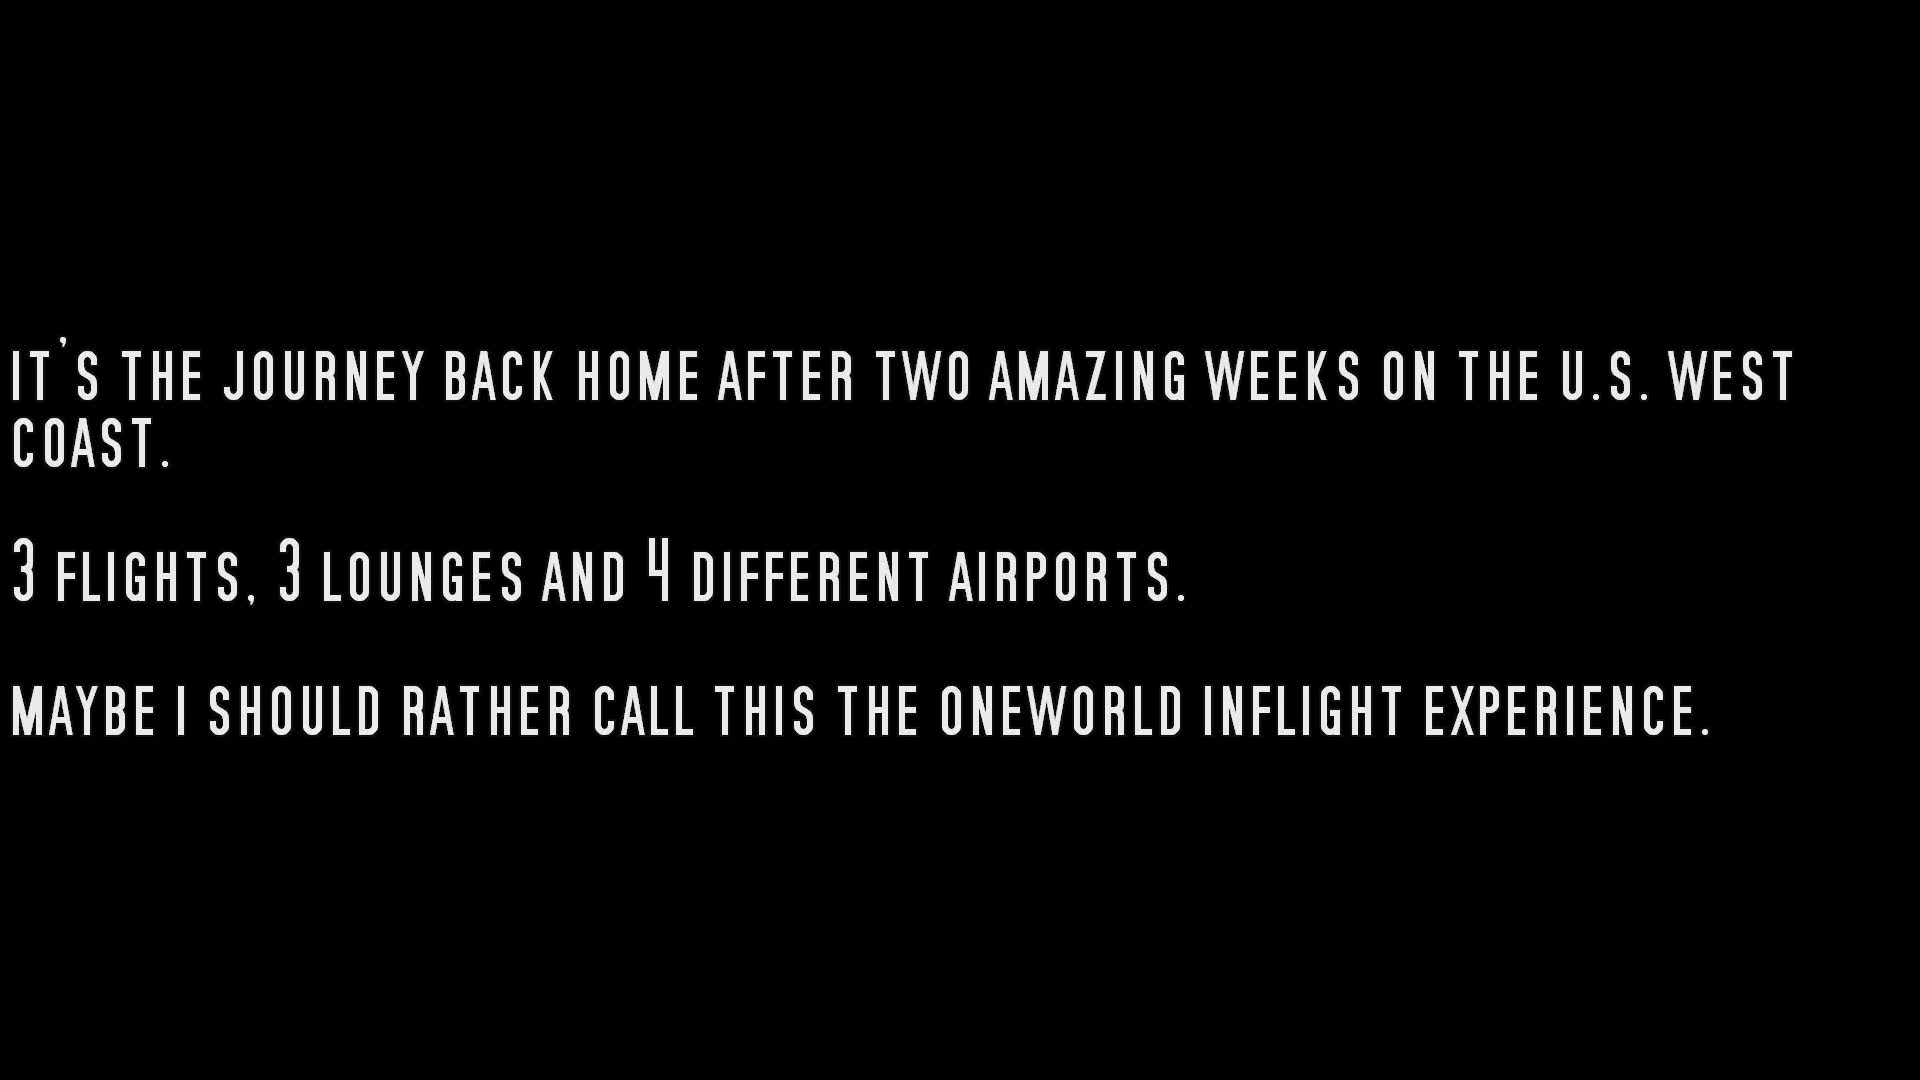 IT'S THE JOURNEY BACK HOME AFTER TWO AMAZING WEEKS ON THE U.S. WEST
COAST.
3 FLIGHTS, 3 LOUNGES AND 4 DIFFERENT AIRPORTS.
MAYBE I SHOULD RATHER CALL THIS THE ONEWORLD INFLIGHT EXPERIENCE.